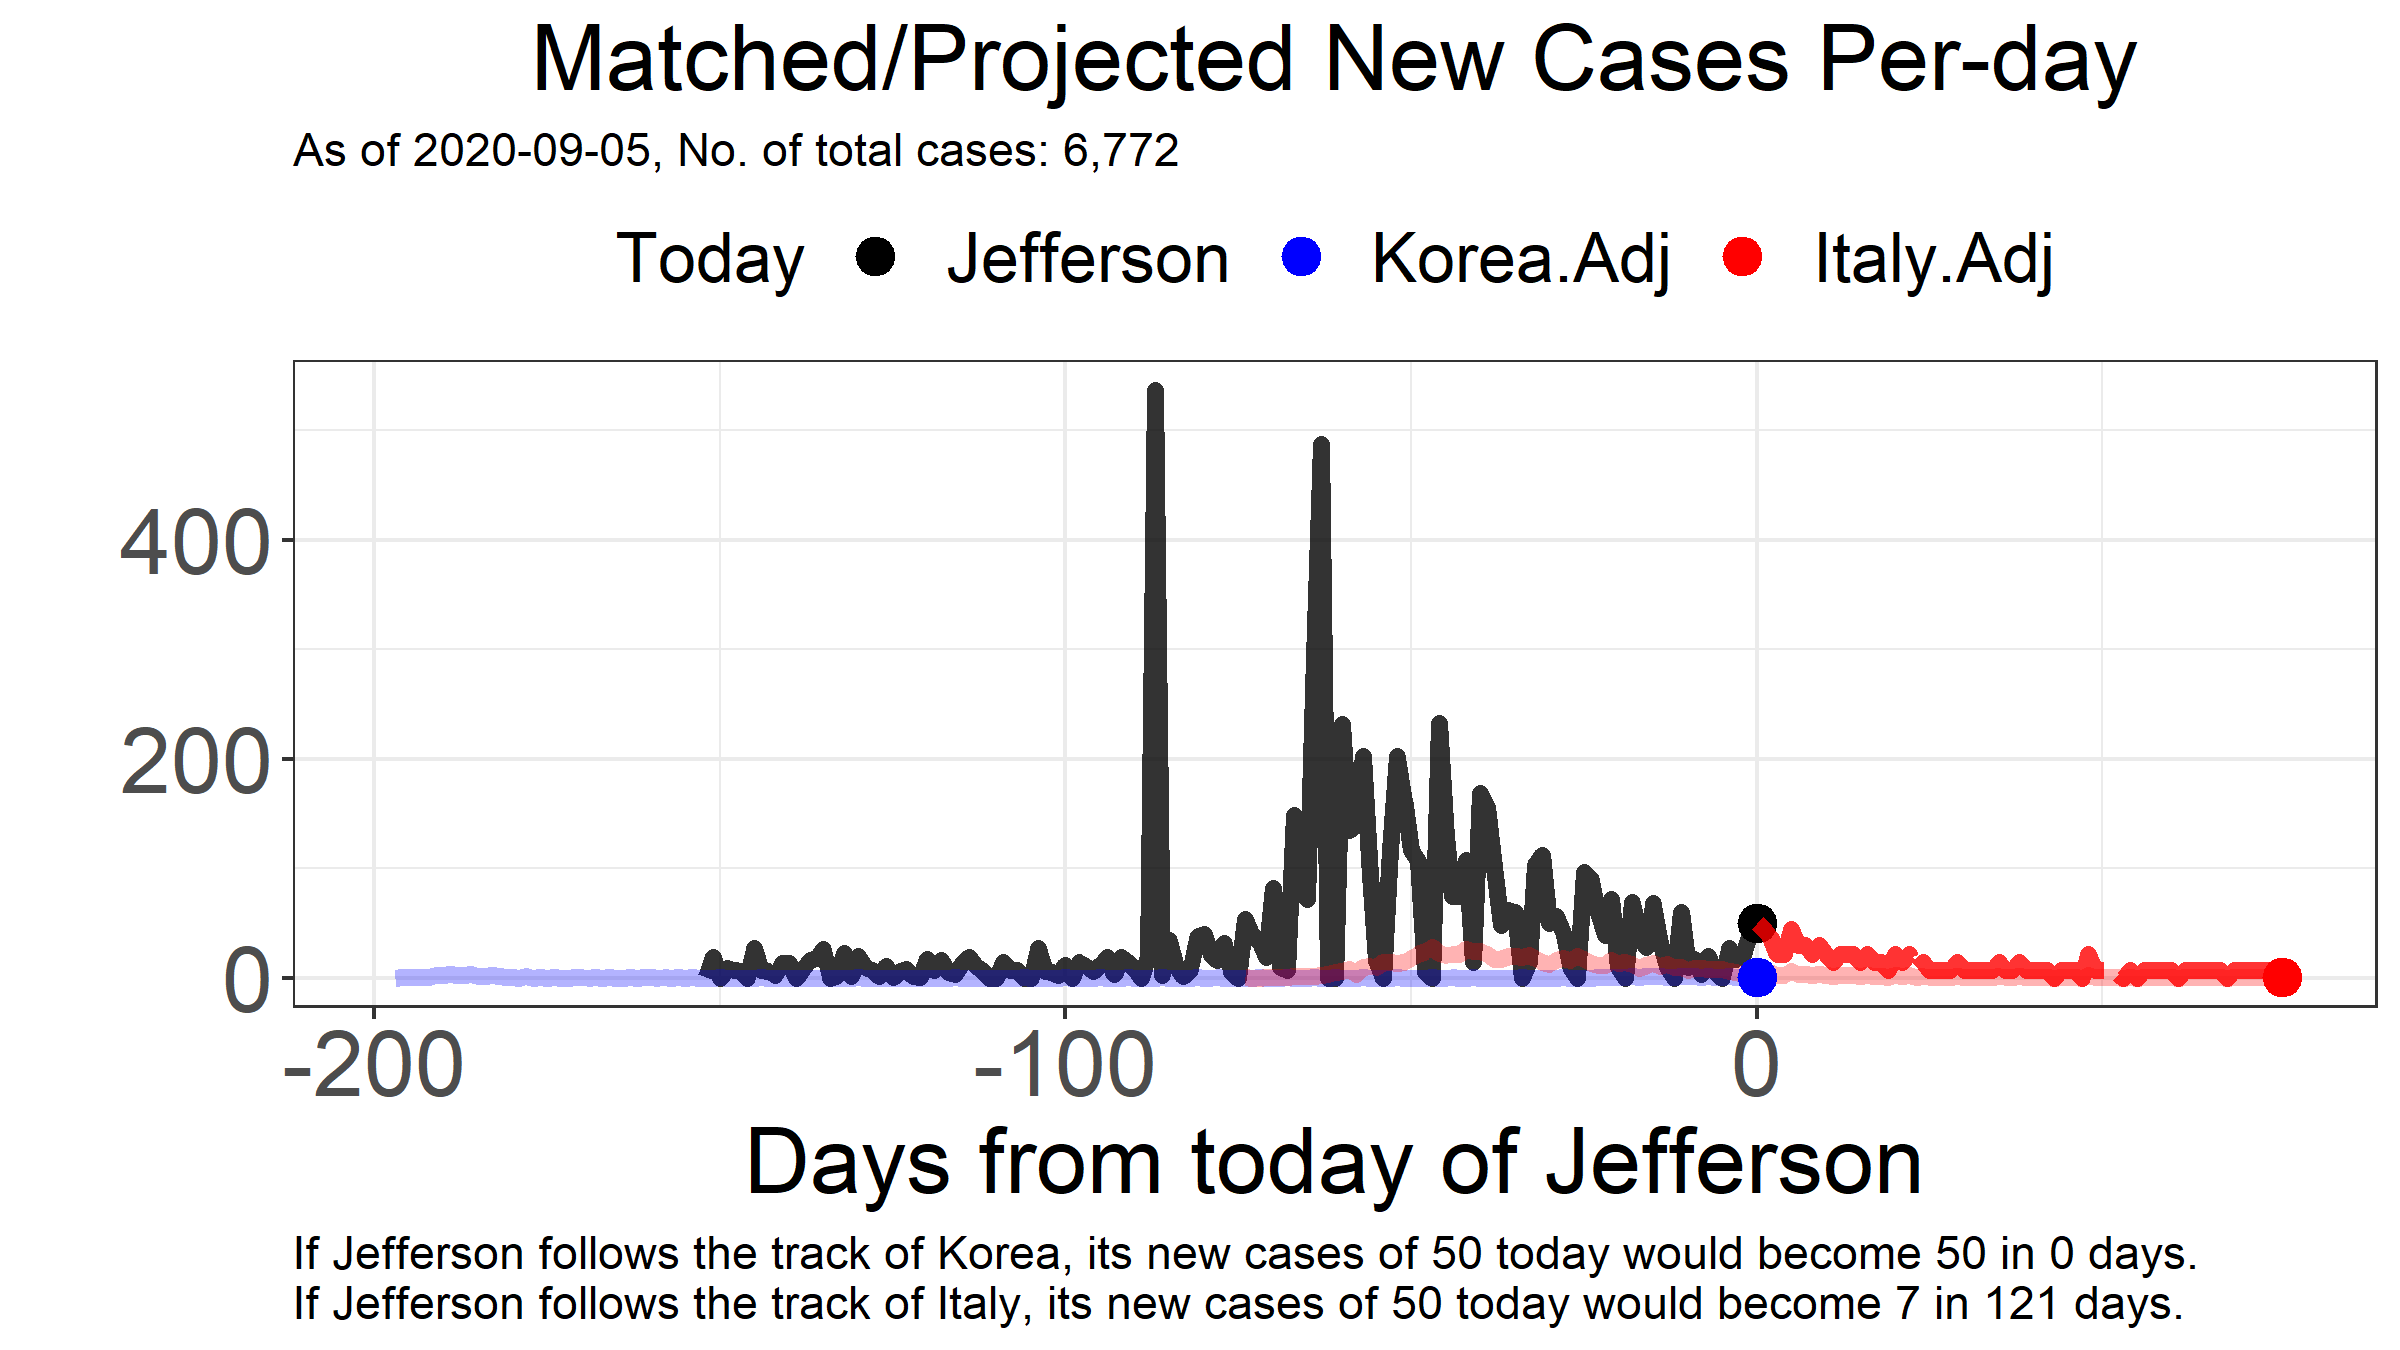 Matched/Projected New Cases Per-day
As of 2020-09-05, No. of total cases: 6,772
Today Jefferson Korea.Adj Italy.Adj
400
200
0
-200 -100 0
Days from today of Jefferson
If Jefferson follows the track of Korea, its new cases of 50 today would become 50 in 0 days.
If Jefferson follows the track of Italy, its new cases of 50 today would become 7 in 121 days.